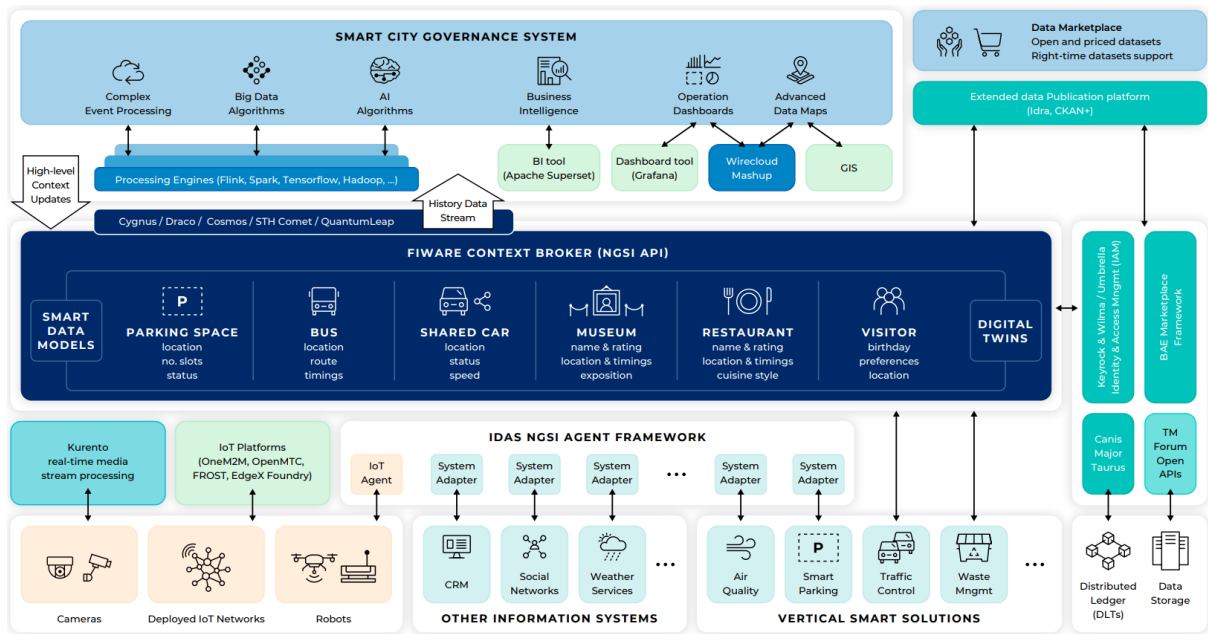 SMART CITY GOVERNANCE SYSTEM
Complex
Event Processing
Big Data
Algorithms
AI
Algorithms
Business
Intelligence
Operation
Dashboards
Advanced
Data Maps
Data Marketplace
Open and priced datasets
Right-time datasets support
Extended data Publication platform
(Idra, CKAN+)
High-level
Context
Updates
Processing Engines (Flink, Spark, Tensorflow, Hadoop, ...)
BI tool
(Apache Superset)
Dashboard tool
(Grafana)
Wirecloud
Mashup
GIS
History Data
Stream
Cygnus / Draco / Cosmos / STH Comet / QuantumLeap
FIWARE CONTEXT BROKER (NGSI API)
SMART
DATA
MODELS
P
PARKING SPACE
location
no. slots
status
BUS
location
route
timings
SHARED CAR
location
status
speed
MUSEUM
name & rating
location & timings
exposition
RESTAURANT
name & rating
location & timings
cuisine style
VISITOR
birthday
preferences
location
DIGITAL
TWINS
Keyrock & Wilma / Umbrella
Identity & Access Mngmt (IAM)
BAE Marketplace
Framework
Kurento
real-time media
stream processing
IoT Platforms
(OneM2M, OpenMTC,
FROST, EdgeX Foundry)
IDAS NGSI AGENT FRAMEWORK
IoT
Agent
System
Adapter
System
Adapter
System
Adapter
...
System
Adapter
System
Adapter
Canis
Major
Taurus
TM
Forum
Open
APIs
Cameras
Deployed IoT Networks
Robots
CRM
Social
Networks
Weather
Services
...
OTHER INFORMATION SYSTEMS
Air
Quality
P
Smart
Parking
Traffic
Control
Waste
Mngmt
...
VERTICAL SMART SOLUTIONS
Distributed
Ledger
(DLTs)
Data
Storage